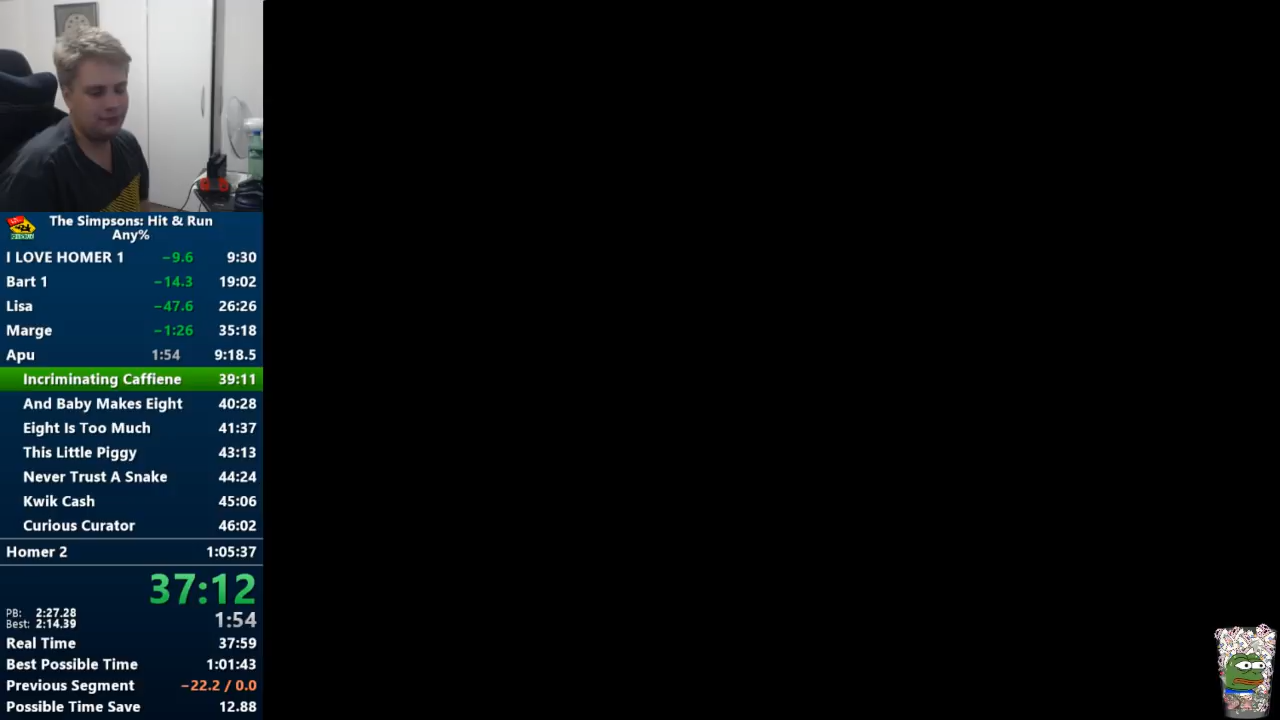 The Simpsons: Hit & Run
Any%
I LOVE HOMER 1 −9.6 9:30
Bart 1 −14.3 19:02
Lisa −47.6 26:26
Marge −1:26 35:18
Apu 1:54 9:18.5
Incriminating Caffiene 39:11
And Baby Makes Eight 40:28
Eight Is Too Much 41:37
This Little Piggy 43:13
Never Trust A Snake 44:24
Kwik Cash 45:06
Curious Curator 46:02
Homer 2 1:05:37
37:12
PB: 2:27.28
Best: 2:14.39 1:54
Real Time 37:59
Best Possible Time 1:01:43
Previous Segment −22.2 / 0.0
Possible Time Save 12.88